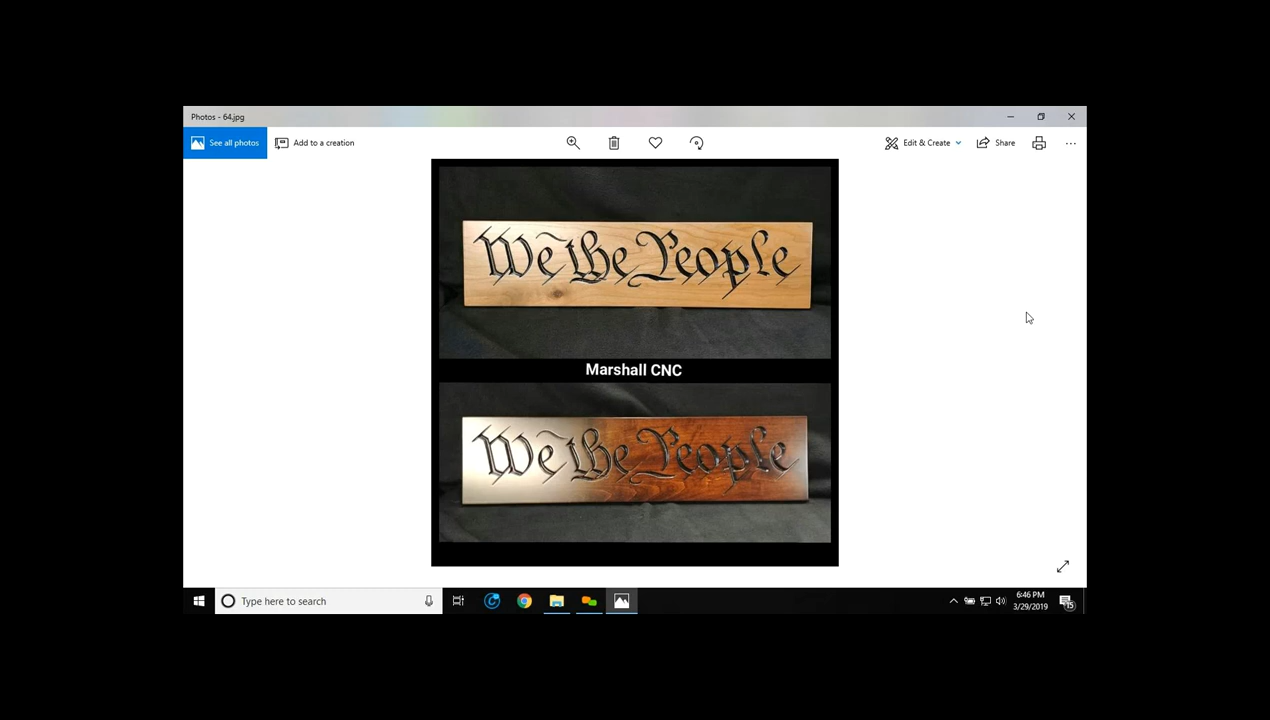 Photos - 64.jpg
See all photos
Add to a creation
Edit & Create
Share
We the People
Marshall CNC
We the People
Type here to search
6:46 PM
3/29/2019
15